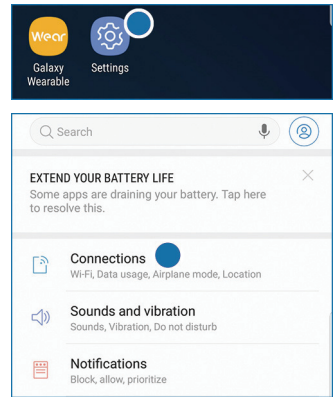 Wear
Galaxy
Wearable
Settings
Search
EXTEND YOUR BATTERY LIFE
Some apps are draining your battery. Tap here
to resolve this.
Connections
Wi-Fi, Data usage, Airplane mode, Location
Sounds and vibration
Sounds, Vibration, Do not disturb
Notifications
Block, allow, prioritize